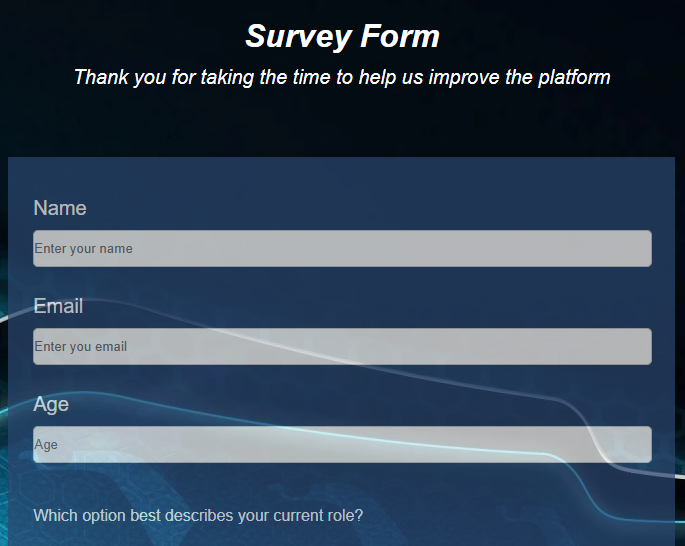 Survey Form
Thank you for taking the time to help us improve the platform
Name
Enter your name
Email
Enter you email
Age
Age
Which option best describes your current role?